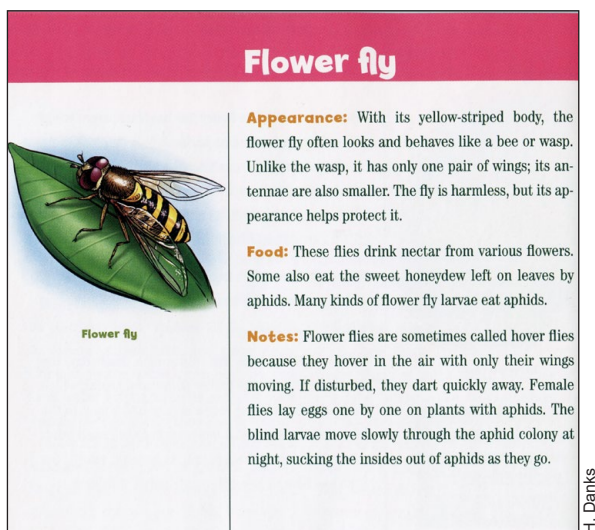 Flower fly
Appearance: With its yellow-striped body, the
flower fly often looks and behaves like a bee or wasp.
Unlike the wasp, it has only one pair of wings; its an-
tennae are also smaller. The fly is harmless, but its ap-
pearance helps protect it.
Food: These flies drink nectar from various flowers.
Some also eat the sweet honeydew left on leaves by
aphids. Many kinds of flower fly larvae eat aphids.
Flower fly
Notes: Flower flies are sometimes called hover flies
because they hover in the air with only their wings
moving. If disturbed, they dart quickly away. Female
flies lay eggs one by one on plants with aphids. The
blind larvae move slowly through the aphid colony at
night, sucking the insides out of aphids as they go.
H. Danks